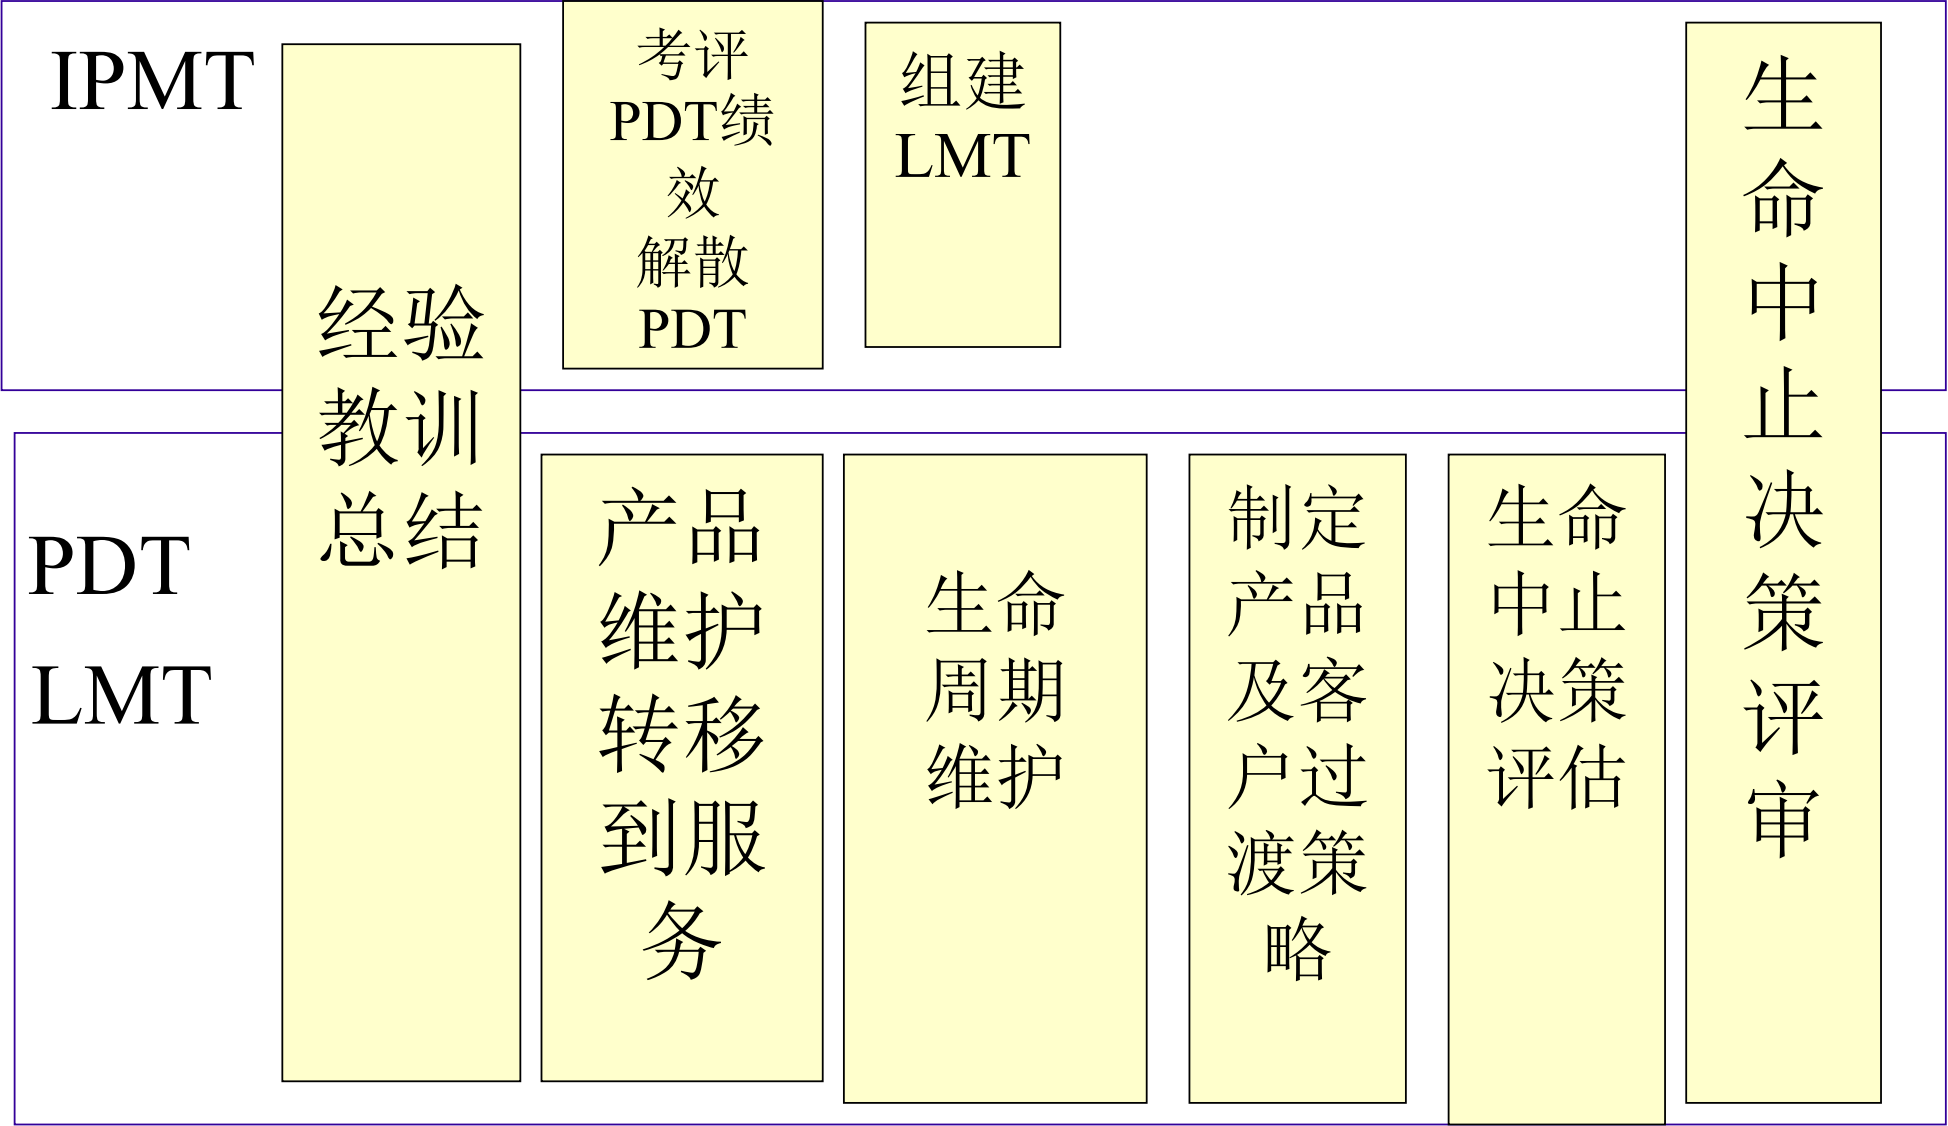 IPMT
经验
教训
总结
考评
PDT绩
效
解散
PDT
组建
LMT
生
命
中
止
决
策
评
审
PDT
LMT
产品
维护
转移
到服
务
生命
周期
维护
制定
产品
及客
户过
渡策
略
生命
中止
决策
评估